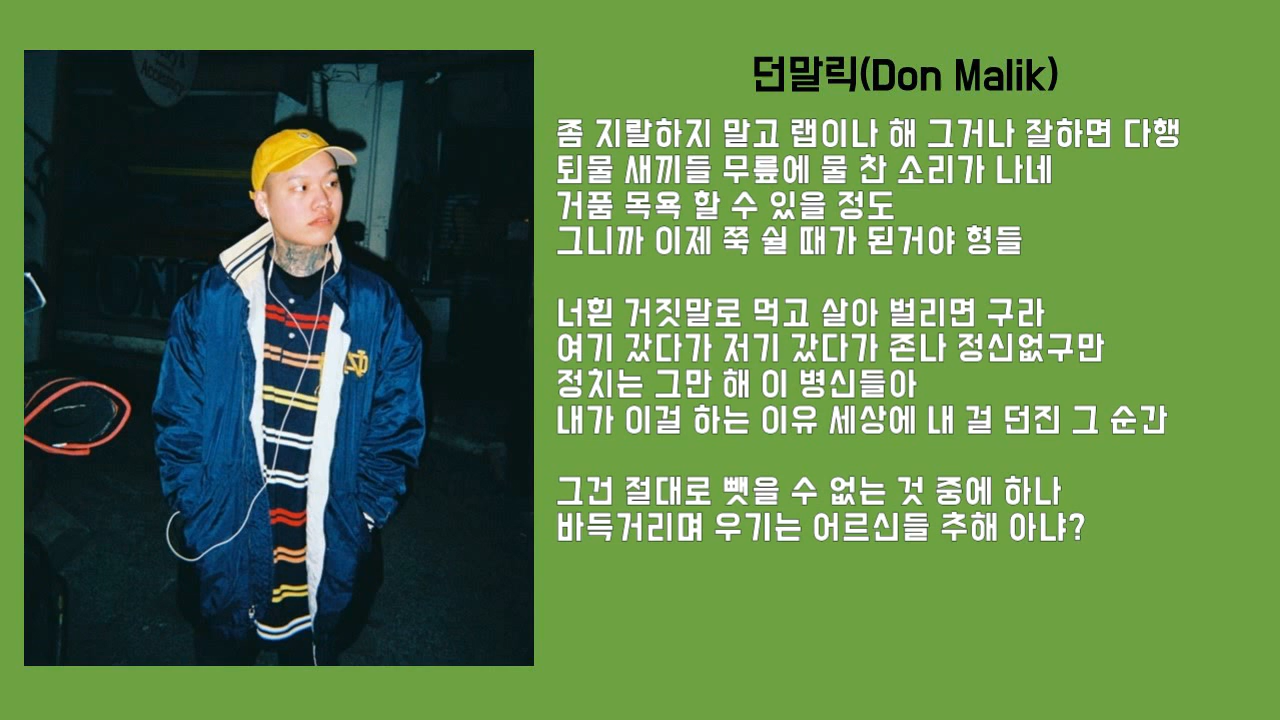 던말릭(Don Malik)
좀 지랄하지 말고 랩이나 해 그거나 잘하면 다행
퇴물 새끼들 무릎에 물 찬 소리가 나네
거품 목욕 할 수 있을 정도
그니까 이제 쭉 쉴 때가 된거야 형들
너흰 거짓말로 먹고 살아 벌리면 구라
여기 갔다가 저기 갔다가 존나 정신없구만
정치는 그만 해 이 병신들아
내가 이걸 하는 이유 세상에 내 걸 던진 그 순간
그건 절대로 뺏을 수 없는 것 중에 하나
바득거리며 우기는 어르신들 추해 아냐?